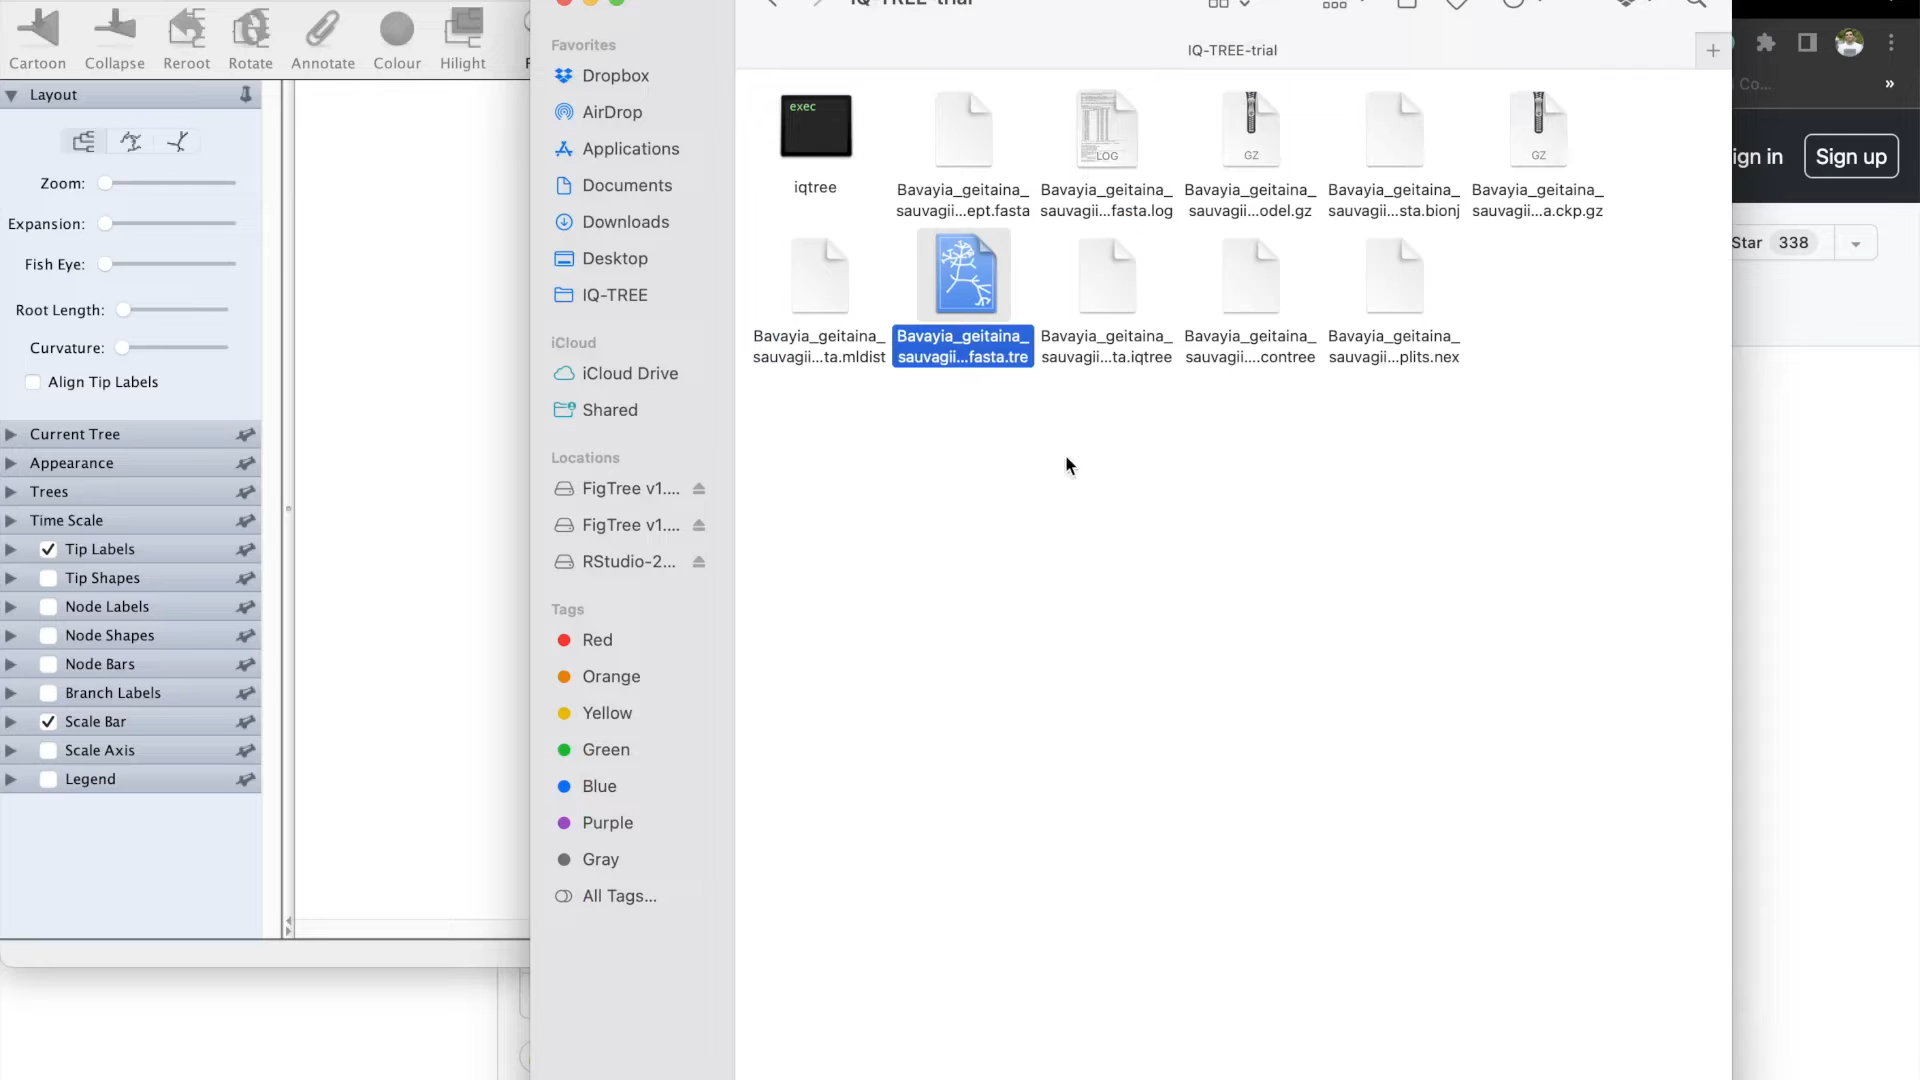 Cartoon Collapse Reroot Rotate Annotate Colour Hilight
Layout
Zoom:
Expansion:
Fish Eye:
Root Length:
Curvature:
Align Tip Labels
Current Tree
Appearance
Trees
Time Scale
Tip Labels
Tip Shapes
Node Labels
Node Shapes
Node Bars
Branch Labels
Scale Bar
Scale Axis
Legend
Favorites
Dropbox
AirDrop
Applications
Documents
Downloads
Desktop
IQ-TREE
iCloud
iCloud Drive
Shared
Locations
FigTree v1....
FigTree v1....
RStudio-2...
Tags
Red
Orange
Yellow
Green
Blue
Purple
Gray
All Tags...
IQ-TREE-trial
IQ-TREE-trial
exec
LOG
GZ
GZ
iqtree
Bavayia_geitaina_
sauvagii...ept.fasta
Bavayia_geitaina_
sauvagii...fasta.log
Bavayia_geitaina_
sauvagii...odel.gz
Bavayia_geitaina_
sauvagii...sta.bionj
Bavayia_geitaina_
sauvagii...a.ckp.gz
Bavayia_geitaina_
sauvagii...ta.mldist
Bavayia_geitaina_
sauvagii...fasta.tre
Bavayia_geitaina_
sauvagii...ta.iqtree
Bavayia_geitaina_
sauvagii....contree
Bavayia_geitaina_
sauvagii...plits.nex
Co...
ign in Sign up
Star 338